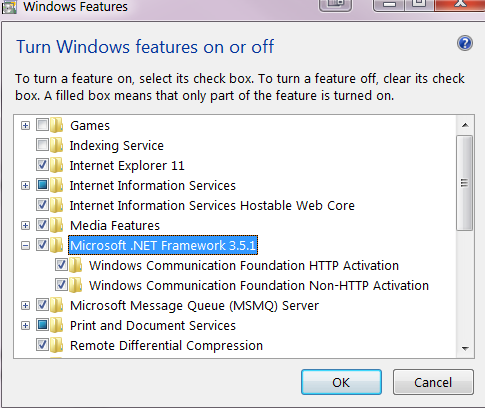 Windows Features
Turn Windows features on or off
To turn a feature on, select its check box. To turn a feature off, clear its check
box. A filled box means that only part of the feature is turned on.
Games
Indexing Service
Internet Explorer 11
Internet Information Services
Internet Information Services Hostable Web Core
Media Features
Microsoft .NET Framework 3.5.1
Windows Communication Foundation HTTP Activation
Windows Communication Foundation Non-HTTP Activation
Microsoft Message Queue (MSMQ) Server
Print and Document Services
Remote Differential Compression
OK
Cancel